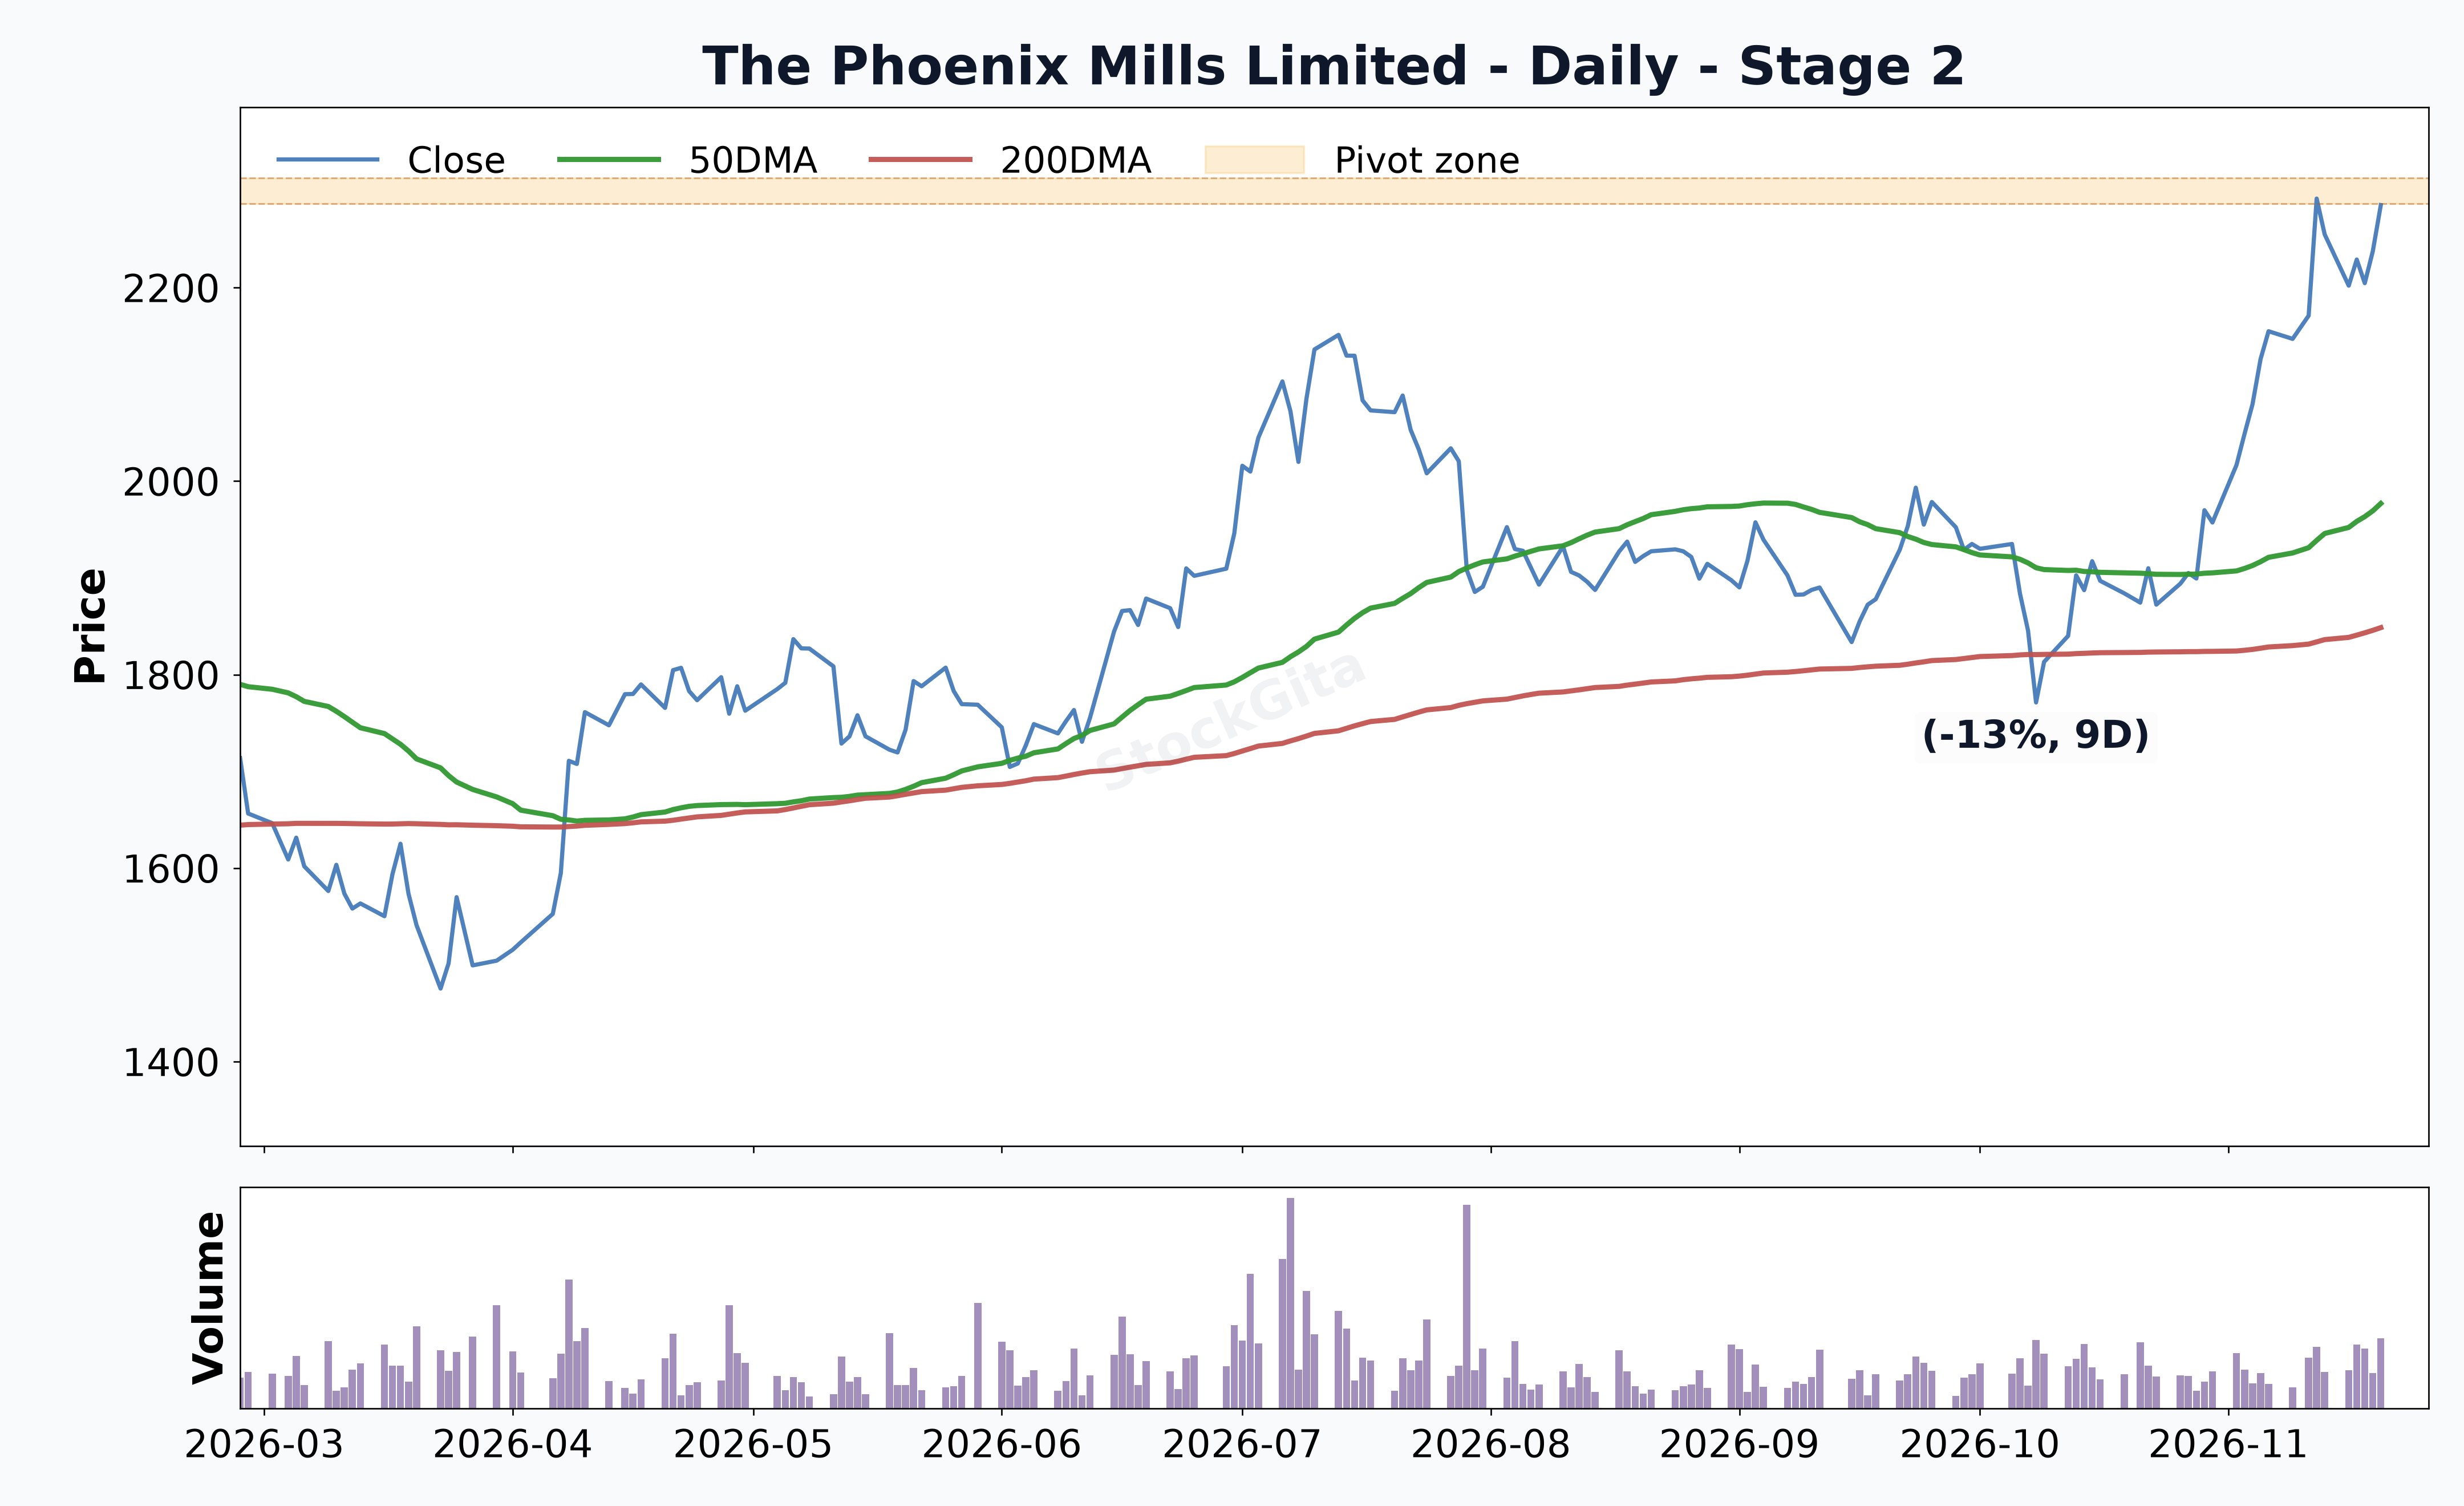 The Phoenix Mills Limited - Daily - Stage 2
Close 50DMA 200DMA Pivot zone
Price
2200
2000
1800
1600
1400
StockGita
(-13%, 9D)
Volume
2026-03 2026-04 2026-05 2026-06 2026-07 2026-08 2026-09 2026-10 2026-11